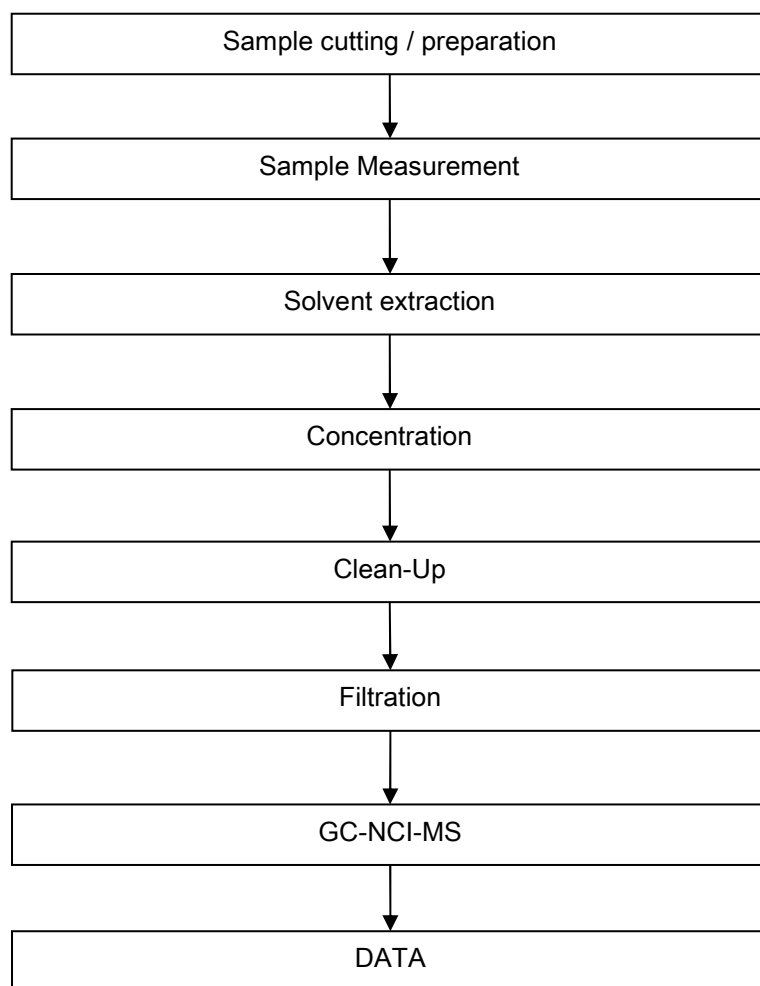 Sample cutting / preparation
Sample Measurement
Solvent extraction
Concentration
Clean-Up
Filtration
GC-NCI-MS
DATA